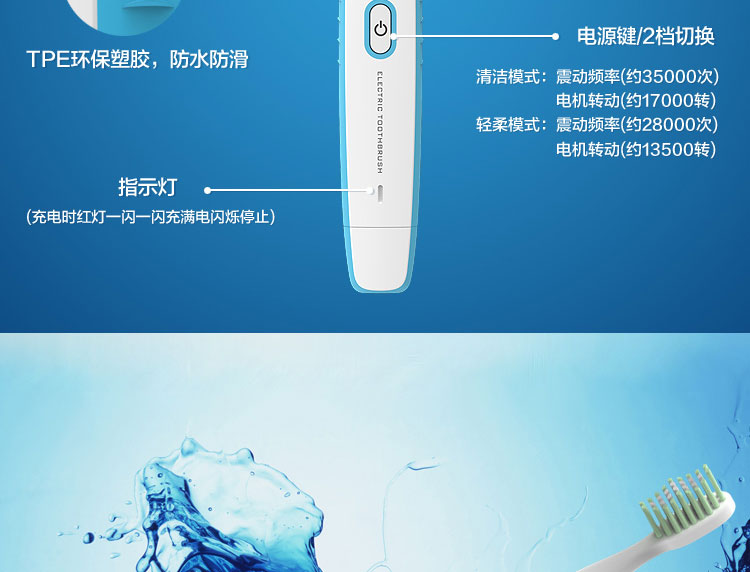 TPE环保塑胶，防水防滑
电源键/2档切换
清洁模式：震动频率(约35000次)
电机转动(约17000转)
轻柔模式：震动频率(约28000次)
电机转动(约13500转)
ELECTRIC TOOTHBRUSH
指示灯
(充电时红灯一闪一闪充满电闪烁停止)